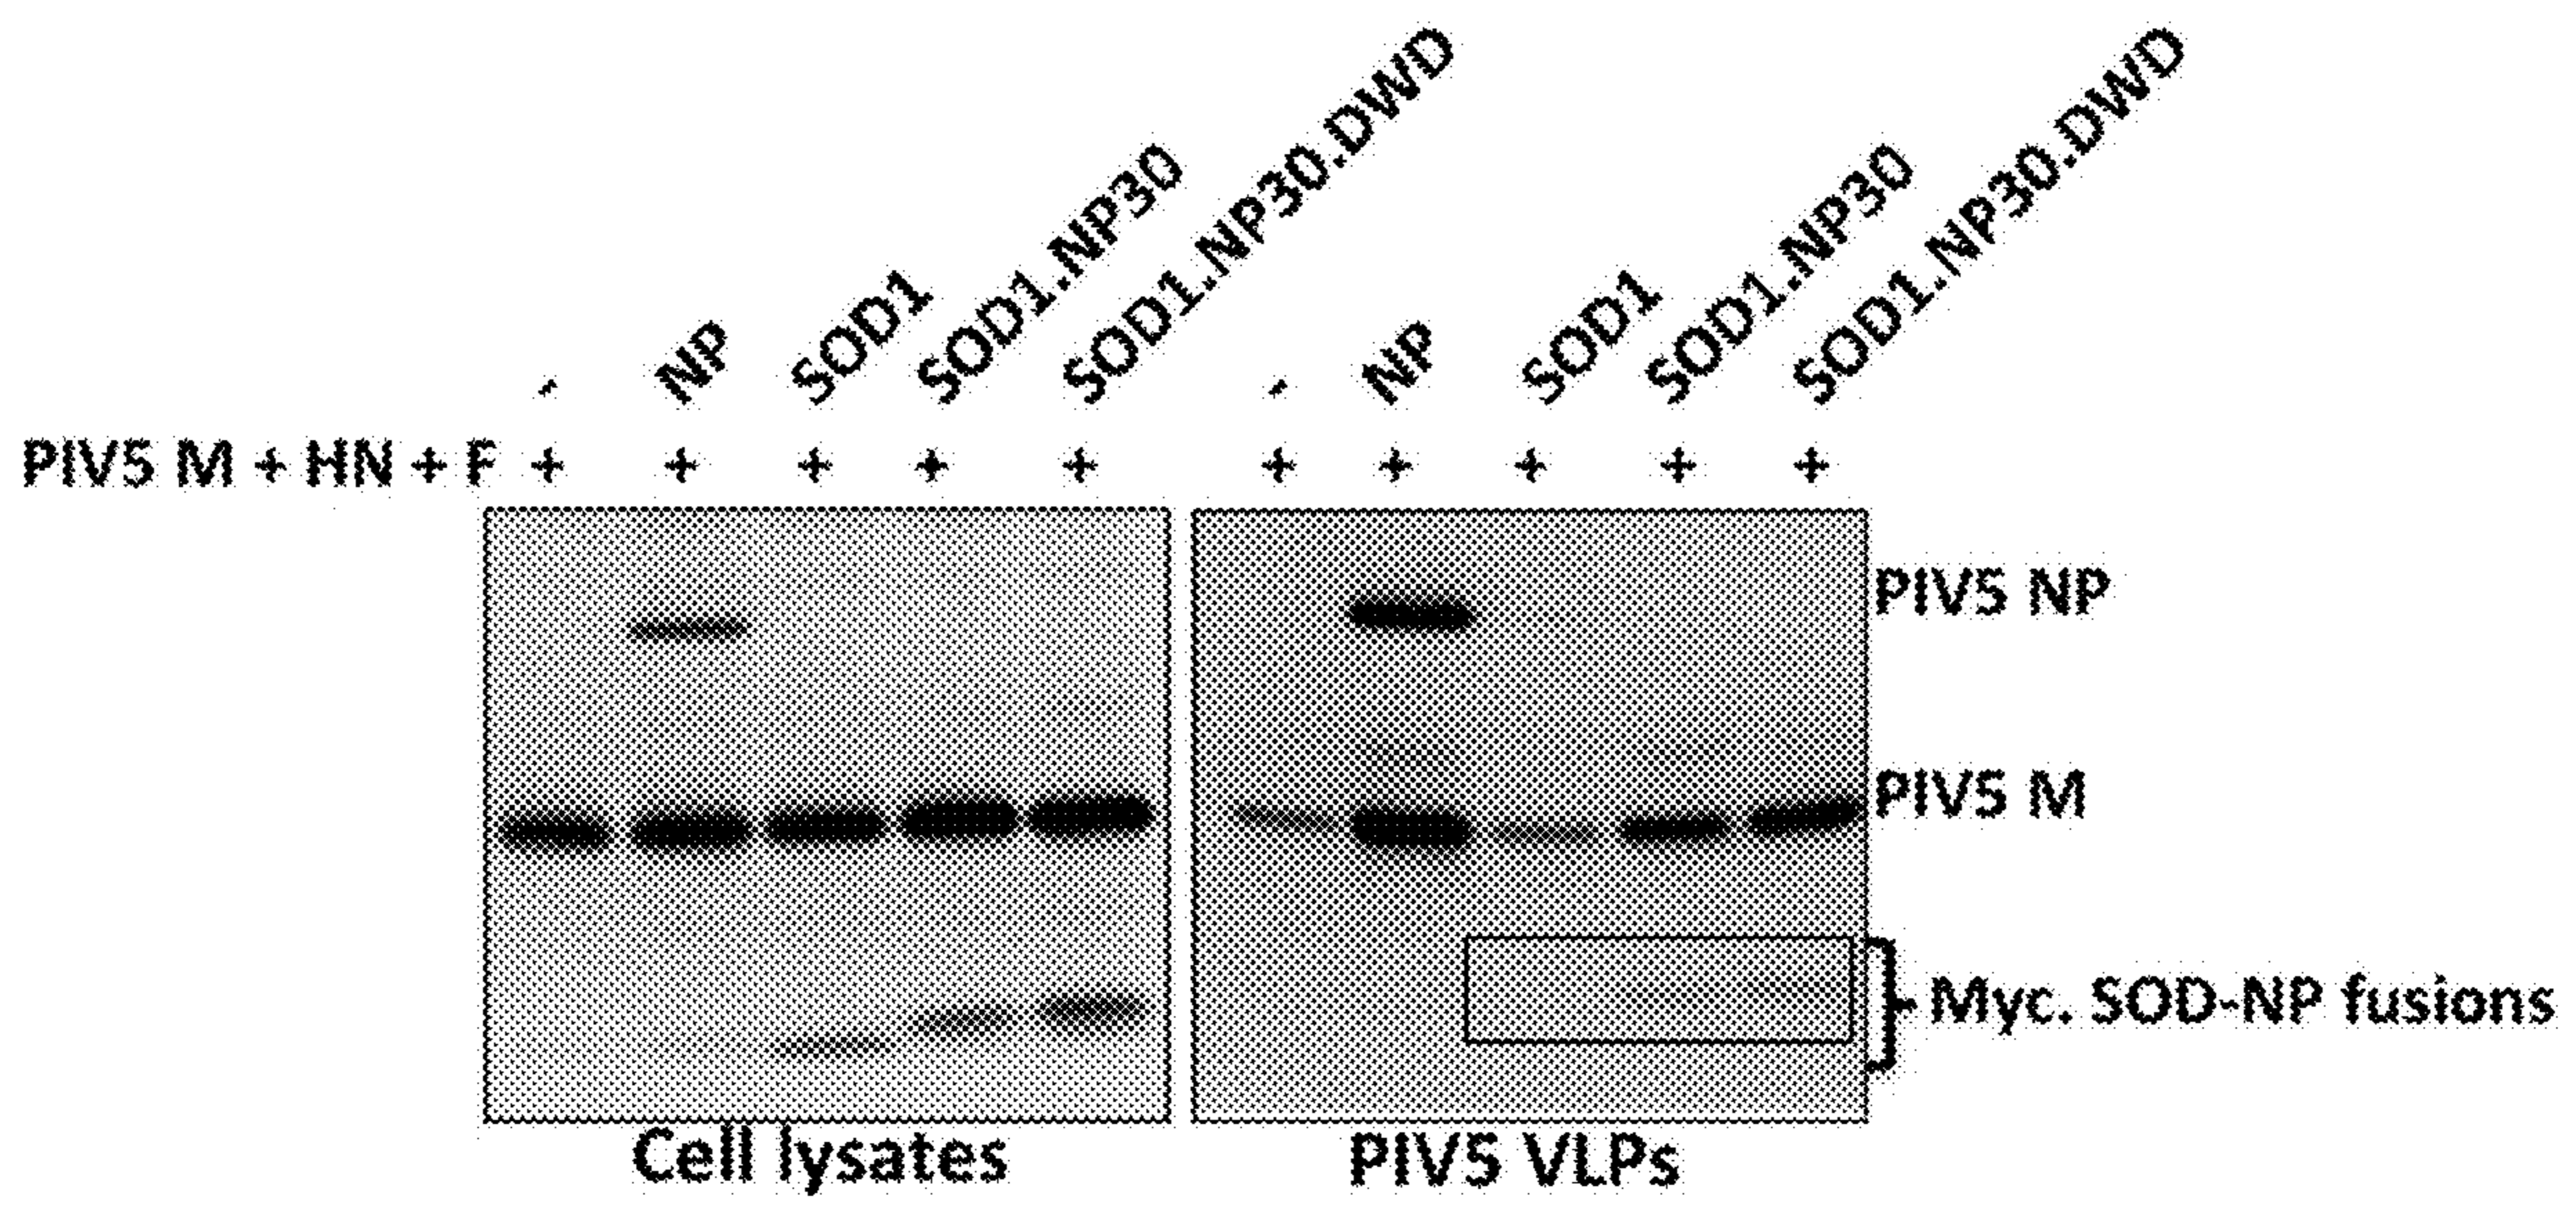 - NP SOD1 SOD1.NP30 SOD1.NP30.DWD - NP SOD1 SOD1.NP30 SOD1.NP30.DWD
PIV5 M + HN + F + + + + + + + + + +
PIV5 NP
PIV5 M
Myc. SOD-NP fusions
Cell lysates PIV5 VLPs